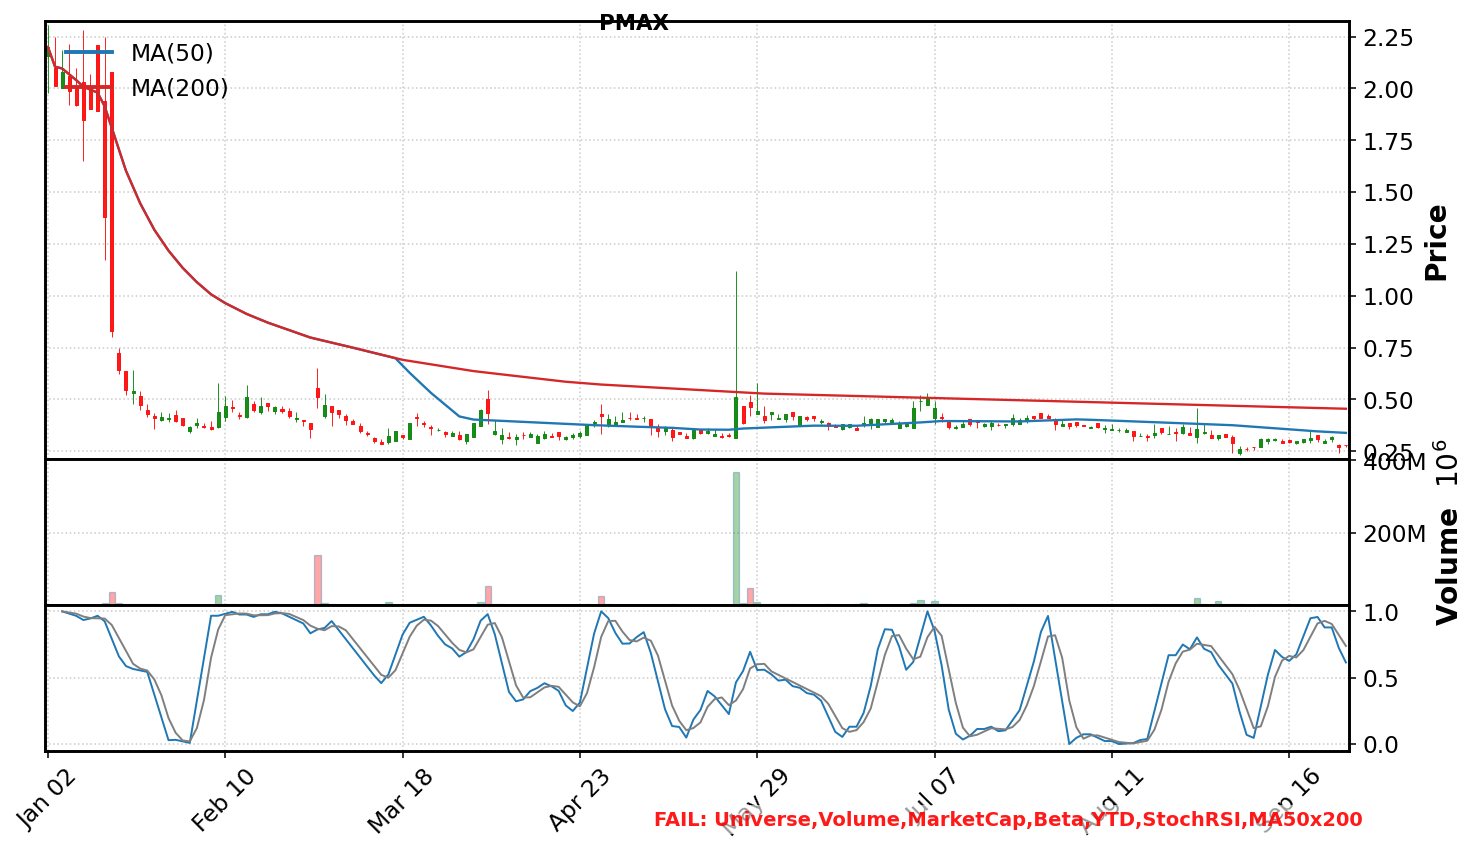 PMAX
MA(50)
MA(200)
2.25
2.00
1.75
1.50
1.25
1.00
0.75
0.50
0.25
Price
400M
200M
Volume 10^6
1.0
0.5
0.0
Jan 02
Feb 10
Mar 18
Apr 23
May 29
Jul 07
Aug 11
Sep 16
FAIL: Universe,Volume,MarketCap,Beta,YTD,StochRSI,MA50x200